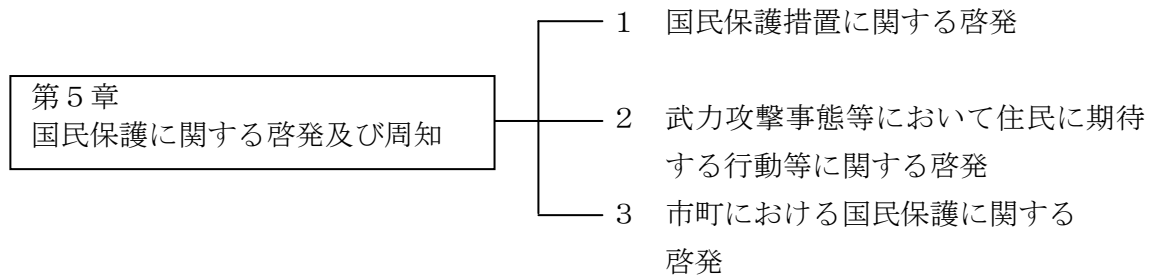 第５章
国民保護に関する啓発及び周知
１　国民保護措置に関する啓発
２　武力攻撃事態等において住民に期待
する行動等に関する啓発
３　市町における国民保護に関する
啓発